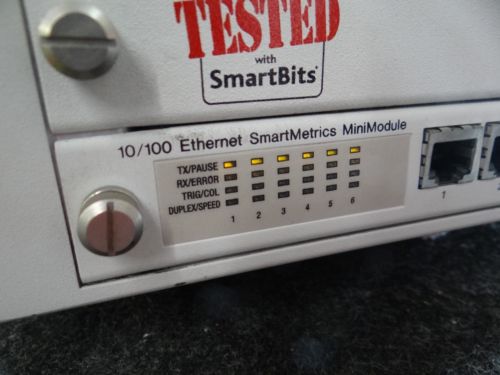 TESTED
with
SmartBits
10/100 Ethernet SmartMetrics MiniModule
TX/PAUSE
RX/ERROR
TRIG/COL
DUPLEX/SPEED
1 2 3 4 5 6
1